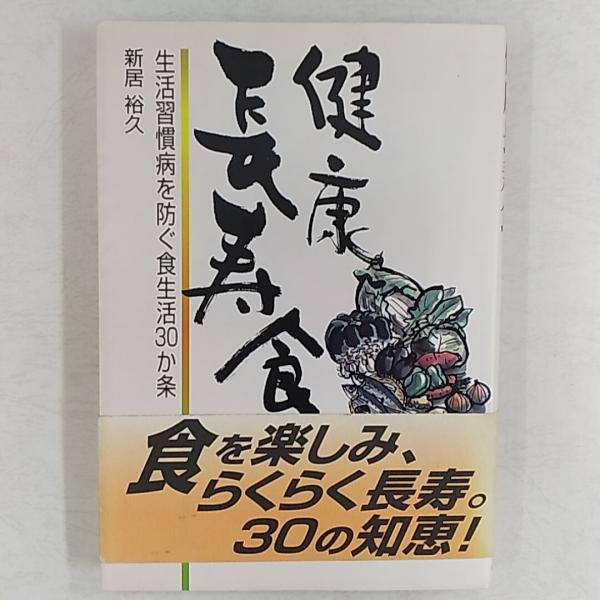 健康
長寿食
生活習慣病を防ぐ食生活30か条
新居 裕久
食を楽しみ、
らくらく長寿。
30の知恵!